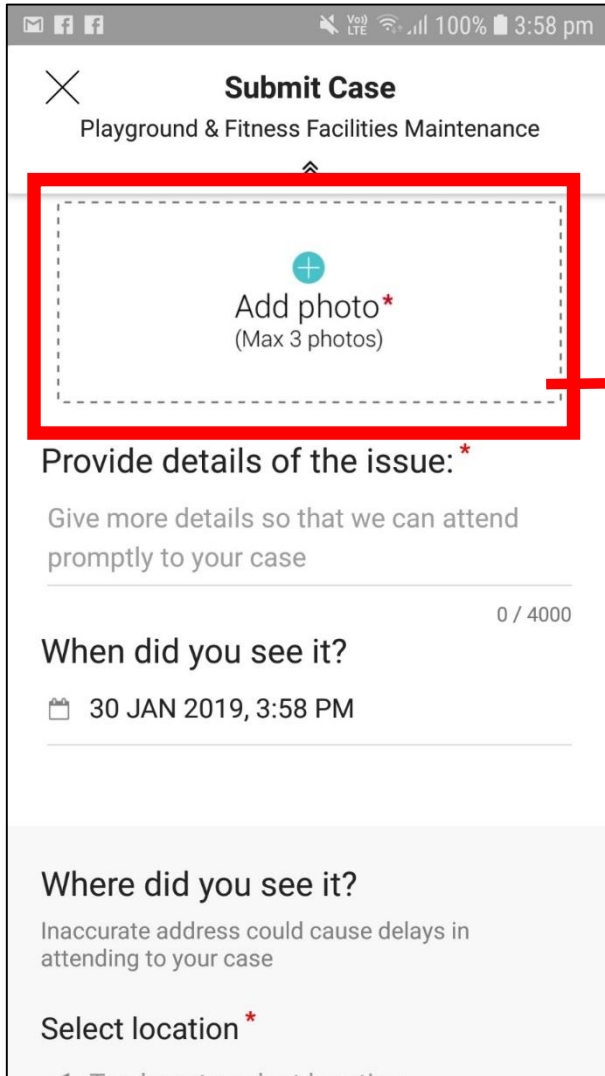 Vo)) LTE 100% 3:58 pm
Submit Case
Playground & Fitness Facilities Maintenance
Add photo*
(Max 3 photos)
Provide details of the issue:*
Give more details so that we can attend
promptly to your case
0 / 4000
When did you see it?
30 JAN 2019, 3:58 PM
Where did you see it?
Inaccurate address could cause delays in
attending to your case
Select location*